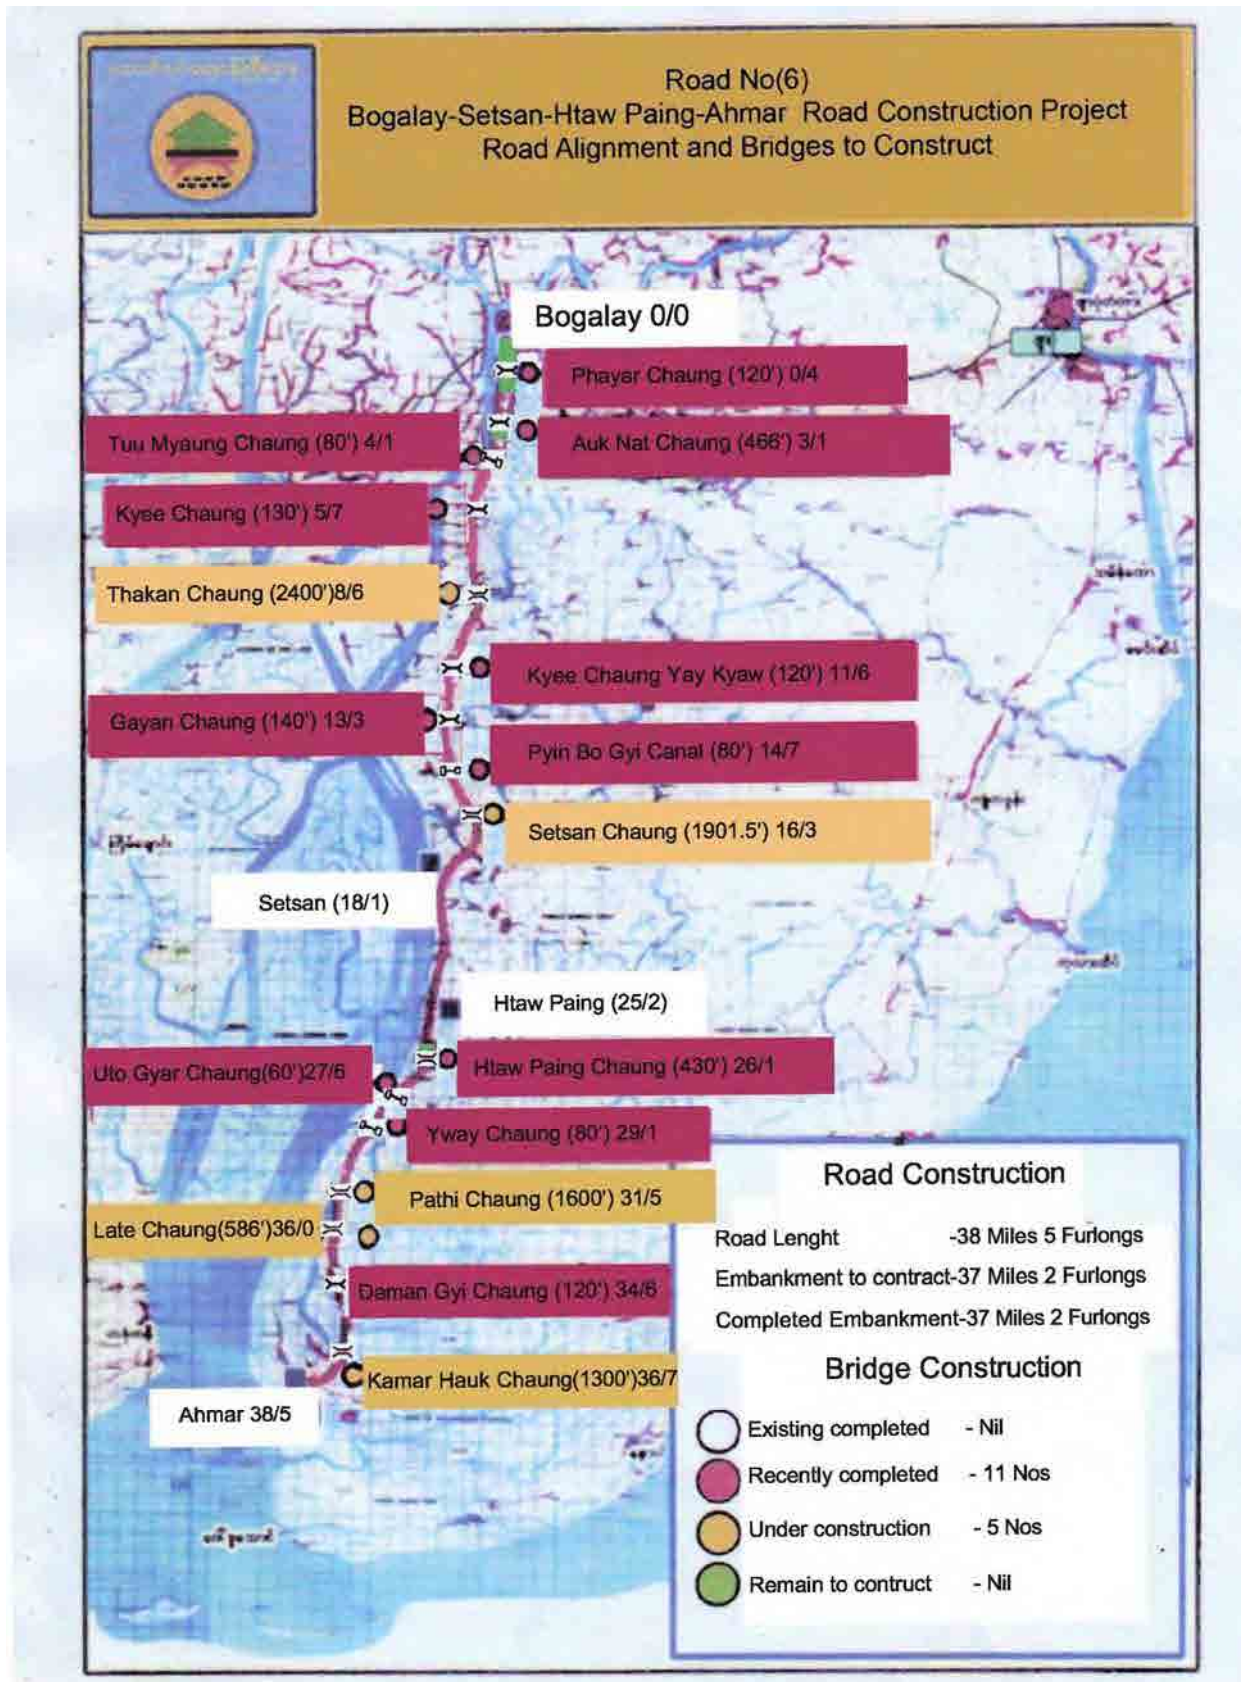 Road No(6)
Bogalay-Setsan-Htaw Paing-Ahmar Road Construction Project
Road Alignment and Bridges to Construct
Bogalay 0/0
Phayar Chaung (120') 0/4
Tuu Myaung Chaung (80') 4/1
Auk Nat Chaung (466') 3/1
Kyee Chaung (130') 5/7
Thakan Chaung (2400')8/6
Kyee Chaung Yay Kyaw (120') 11/6
Gayan Chaung (140') 13/3
Pyin Bo Gyi Canal (80') 14/7
Setsan Chaung (1901.5') 16/3
Setsan (18/1)
Htaw Paing (25/2)
Uto Gyar Chaung(60')27/6
Htaw Paing Chaung (430') 26/1
Yway Chaung (80') 29/1
Pathi Chaung (1600') 31/5
Late Chaung(586')36/0
Daman Gyi Chaung (120') 34/6
Kamar Hauk Chaung(1300')36/7
Ahmar 38/5
Road Construction
Road Lenght -38 Miles 5 Furlongs
Embankment to contract-37 Miles 2 Furlongs
Completed Embankment-37 Miles 2 Furlongs
Bridge Construction
Existing completed - Nil
Recently completed - 11 Nos
Under construction - 5 Nos
Remain to contruct - Nil